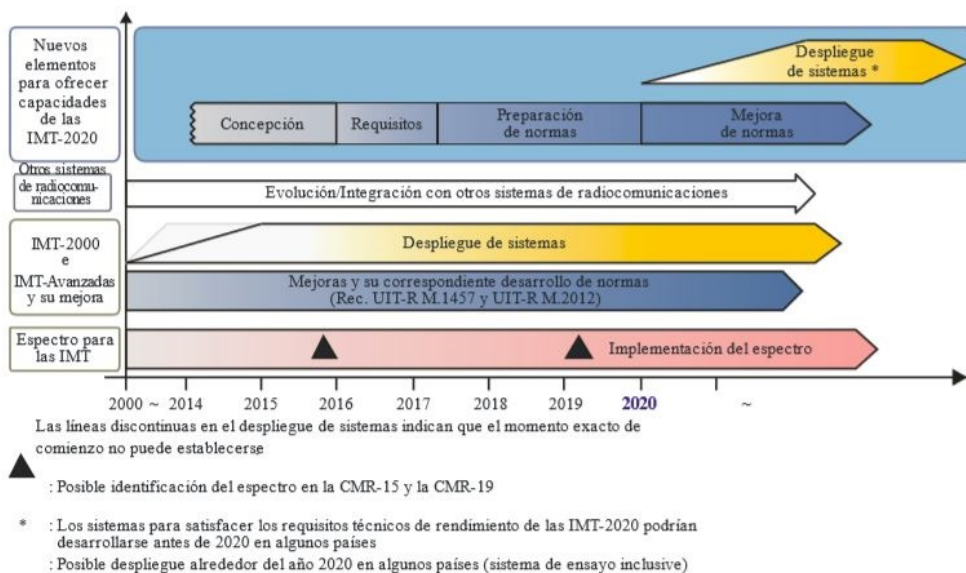 Nuevos
elementos
para ofrecer
capacidades
de las
IMT-2020
Despliegue
de sistemas *
Concepción
Requisitos
Preparación
de normas
Mejora
de normas
Otros sistemas
de radiocomu-
nicaciones
Evolución/Integración con otros sistemas de radiocomunicaciones
IMT-2000
e
IMT-Avanzadas
y su mejora
Despliegue de sistemas
Mejoras y su correspondiente desarrollo de normas
(Rec. UIT-R M.1457 y UIT-R M.2012)
Espectro para
las IMT
Implementación del espectro
2000 ~ 2014 2015 2016 2017 2018 2019 2020 ~
Las líneas discontinuas en el despliegue de sistemas indican que el momento exacto de
comienzo no puede establecerse
: Posible identificación del espectro en la CMR-15 y la CMR-19
* : Los sistemas para satisfacer los requisitos técnicos de rendimiento de las IMT-2020 podrían
desarrollarse antes de 2020 en algunos países
: Posible despliegue alrededor del año 2020 en algunos países (sistema de ensayo inclusive)